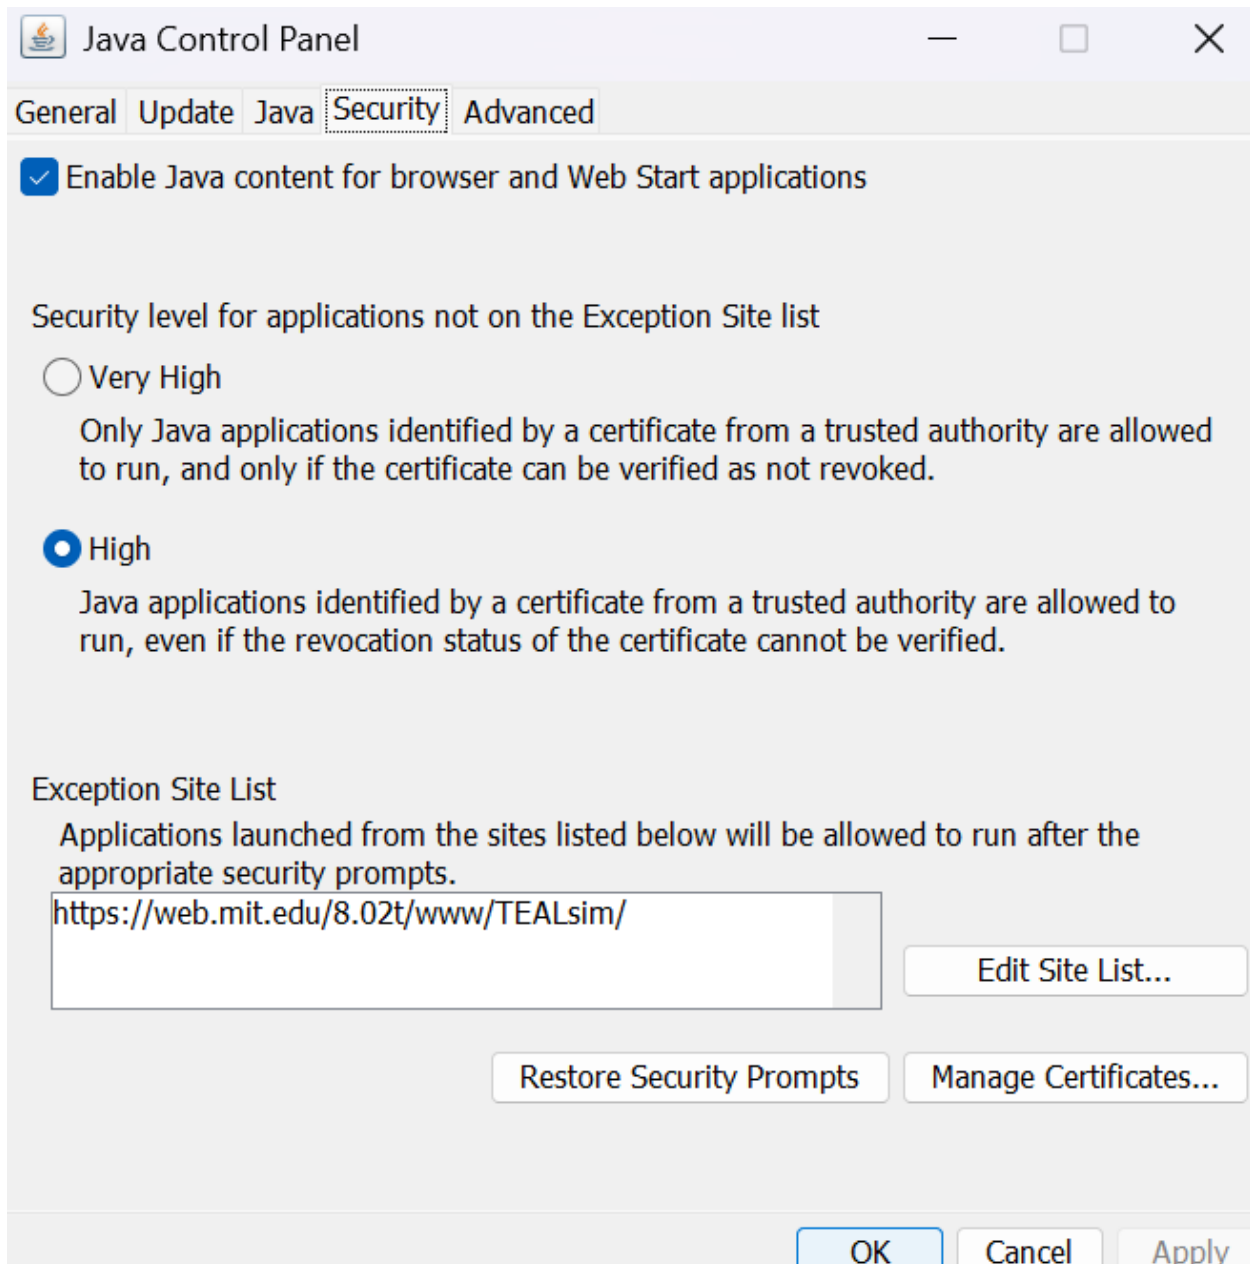 Java Control Panel
General Update Java Security Advanced
Enable Java content for browser and Web Start applications
Security level for applications not on the Exception Site list
Very High
Only Java applications identified by a certificate from a trusted authority are allowed
to run, and only if the certificate can be verified as not revoked.
High
Java applications identified by a certificate from a trusted authority are allowed to
run, even if the revocation status of the certificate cannot be verified.
Exception Site List
Applications launched from the sites listed below will be allowed to run after the
appropriate security prompts.
https://web.mit.edu/8.02t/www/TEALsim/
Edit Site List...
Restore Security Prompts Manage Certificates...
OK Cancel Apply